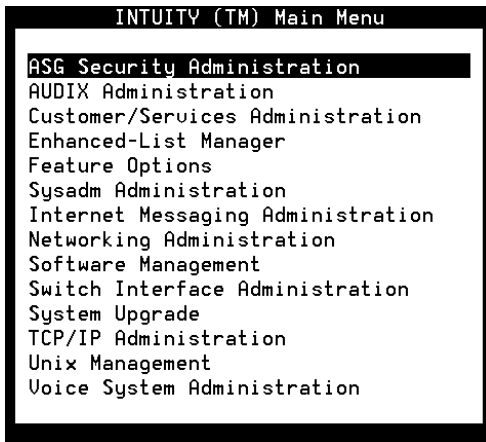 INTUITY (TM) Main Menu
ASG Security Administration
AUDIX Administration
Customer/Services Administration
Enhanced-List Manager
Feature Options
Sysadm Administration
Internet Messaging Administration
Networking Administration
Software Management
Switch Interface Administration
System Upgrade
TCP/IP Administration
Unix Management
Voice System Administration